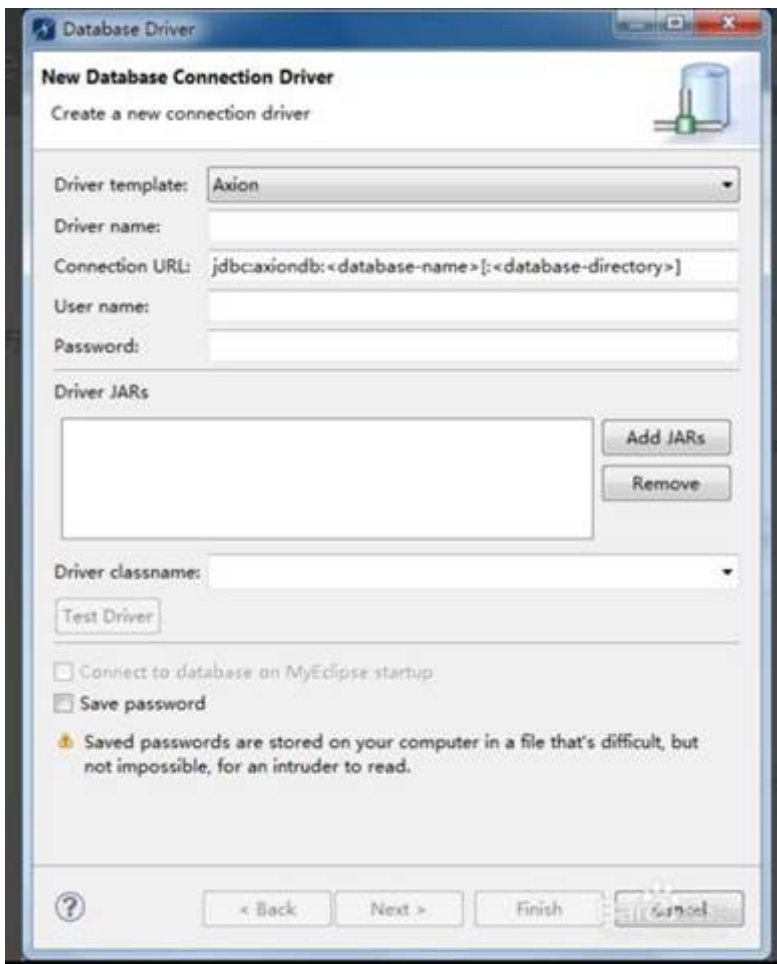 Database Driver
New Database Connection Driver
Create a new connection driver
Driver template: Axion
Driver name:
Connection URL: jdbc:axiondb:<database-name>[:<database-directory>]
User name:
Password:
Driver JARs
Add JARs
Remove
Driver classname:
Test Driver
Connect to database on MyEclipse startup
Save password
Saved passwords are stored on your computer in a file that's difficult, but
not impossible, for an intruder to read.
< Back Next > Finish Cancel